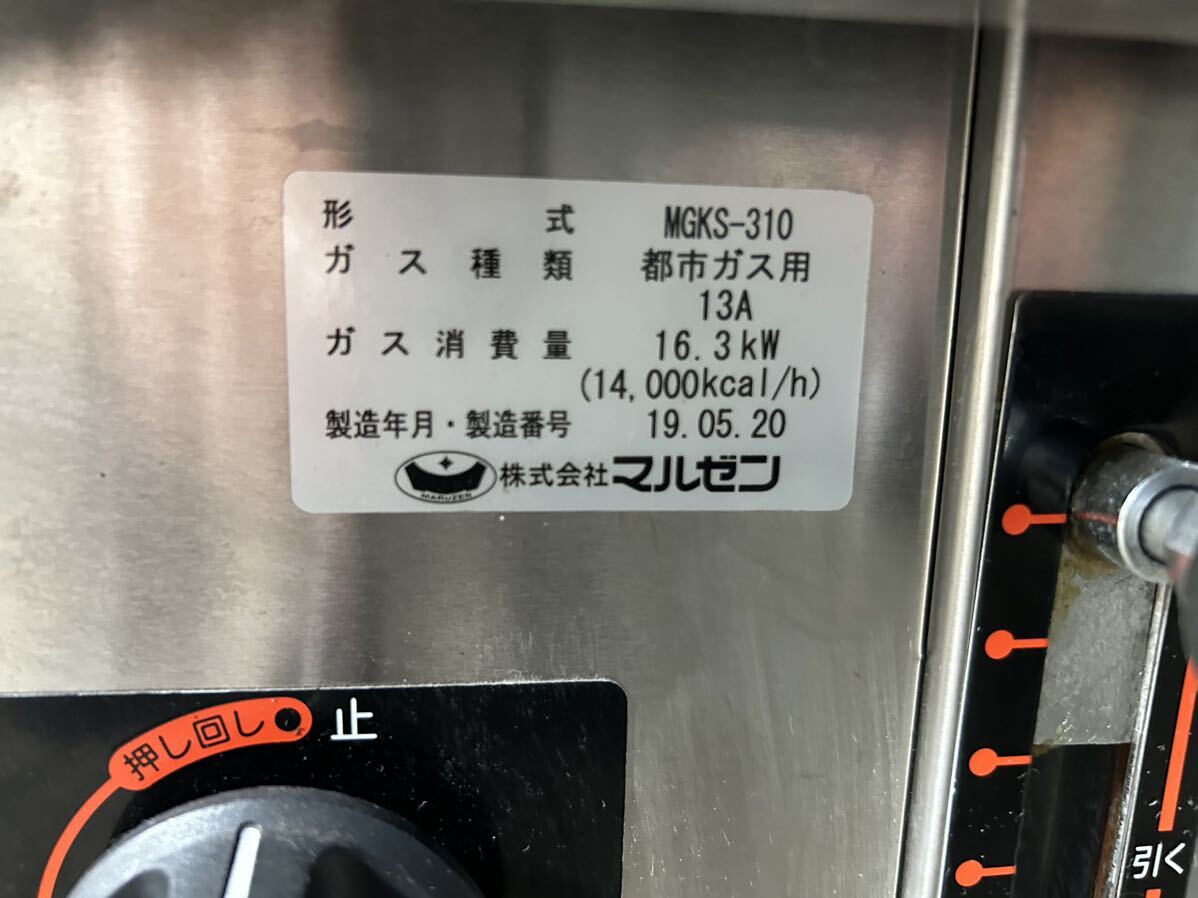 形式 MGKS-310
ガス種類 都市ガス用
13A
ガス消費量 16.3kW
(14,000kcal/h)
製造年月・製造番号 19.05.20
MARUZEN 株式会社マルゼン
押し回し 止
引く